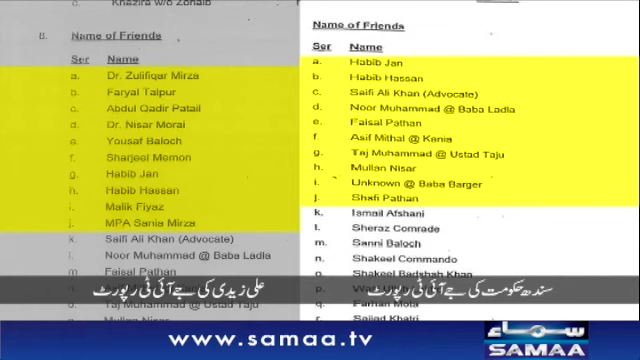 c. Khazira w/o Zohaib
8. Name of Friends
Ser Name
a. Dr. Zulifiqar Mirza
b. Faryal Talpur
c. Abdul Qadir Patail
d. Dr. Nisar Morai
e. Yousaf Baloch
f. Sharjeel Memon
g. Habib Jan
h. Habib Hassan
i. Malik Fiyaz
j. MPA Sania Mirza
k. Saifi Ali Khan (Advocate)
l. Noor Muhammad @ Baba Ladla
m Faisal Pathan
o. Taj Muhammad @ Ustad Taju
علی زیدی کی جے آئی ٹی رپورٹ
Name of Friends
Ser Name
a. Habib Jan
b. Habib Hassan
c. Saifi Ali Khan (Advocate)
d. Noor Muhammad @ Baba Ladla
e. Faisal Pathan
f. Asif Mithal @ Kania
g. Taj Muhammad @ Ustad Taju
h. Mullan Nisar
i. Unknown @ Baba Barger
j. Shafi Pathan
k. Ismail Afshani
l. Sheraz Comrade
m. Sanni Baloch
n. Shakeel Commando
o. Shakeel Badshah Khan
q. Farhan Mota
r. Sajjad Khatri
سندھ حکومت کی جے آئی ٹی رپورٹ
www.samaa.tv
سماء
SAMAA